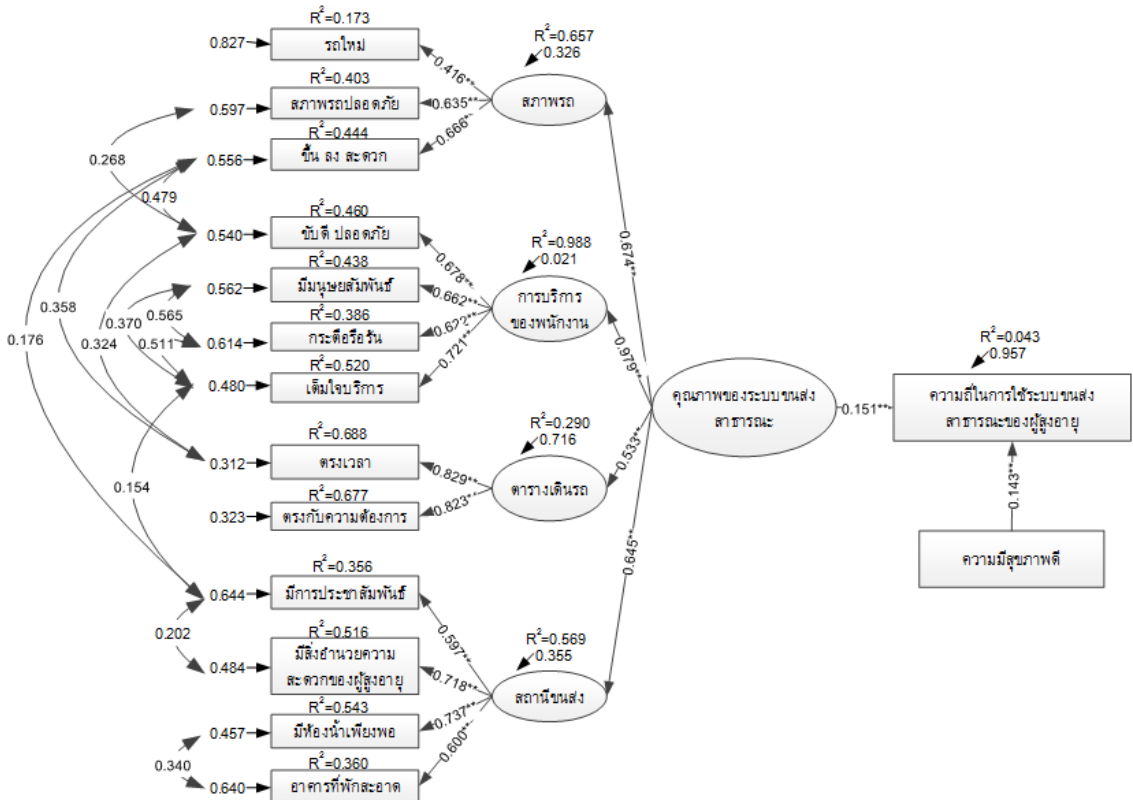 R²=0.173
0.827
รถใหม่
0.416**
R²=0.657
0.326
สภาพรถ
R²=0.403
0.597
สภาพรถปลอดภัย
0.635**
R²=0.444
0.556
ขึ้น ลง สะดวก
0.666**
0.268
0.479
R²=0.460
0.540
ขับดี ปลอดภัย
0.678**
0.674**
R²=0.988
0.021
การบริการ
ของพนักงาน
R²=0.438
0.562
มีมนุษยสัมพันธ์
0.662**
R²=0.386
0.614
กระตือรือรัน
0.622**
R²=0.520
0.480
เต็มใจบริการ
0.721**
0.358
0.176
0.370
0.324
0.565
0.511
0.979**
คุณภาพของระบบขนส่ง
สาธารณะ
0.151**
R²=0.043
0.957
ความถี่ในการใช้ระบบขนส่ง
สาธารณะของผู้สูงอายุ
0.143**
ความมีสุขภาพดี
R²=0.688
0.312
ตรงเวลา
0.829**
R²=0.290
0.716
ตารางเดินรถ
0.533**
0.154
R²=0.677
0.323
ตรงกับความต้องการ
0.823**
R²=0.356
0.644
มีการประชาสัมพันธ์
0.597**
0.645**
0.202
R²=0.516
0.484
มีสิ่งอำนวยความ
สะดวกของผู้สูงอายุ
0.718**
R²=0.569
0.355
สถานีขนส่ง
R²=0.543
0.457
มีห้องน้ำเพียงพอ
0.737**
0.340
R²=0.360
0.640
อาคารที่พักสะอาด
0.600**